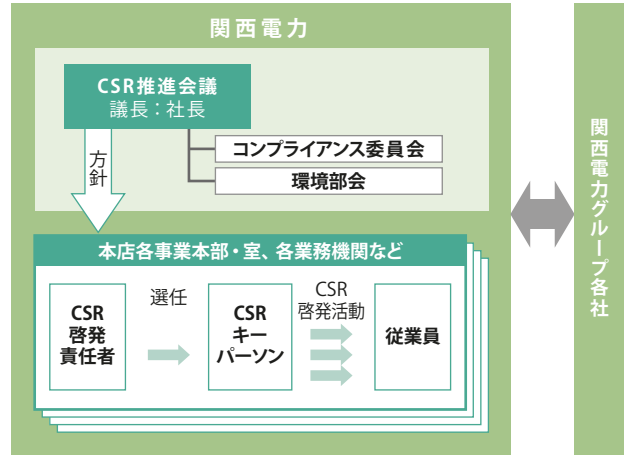 関西電力
CSR推進会議
議長：社長
コンプライアンス委員会
環境部会
方針
本店各事業本部・室、各業務機関など
CSR
啓発
責任者
選任
CSR
キー
パーソン
CSR
啓発活動
従業員
関西電力グループ各社